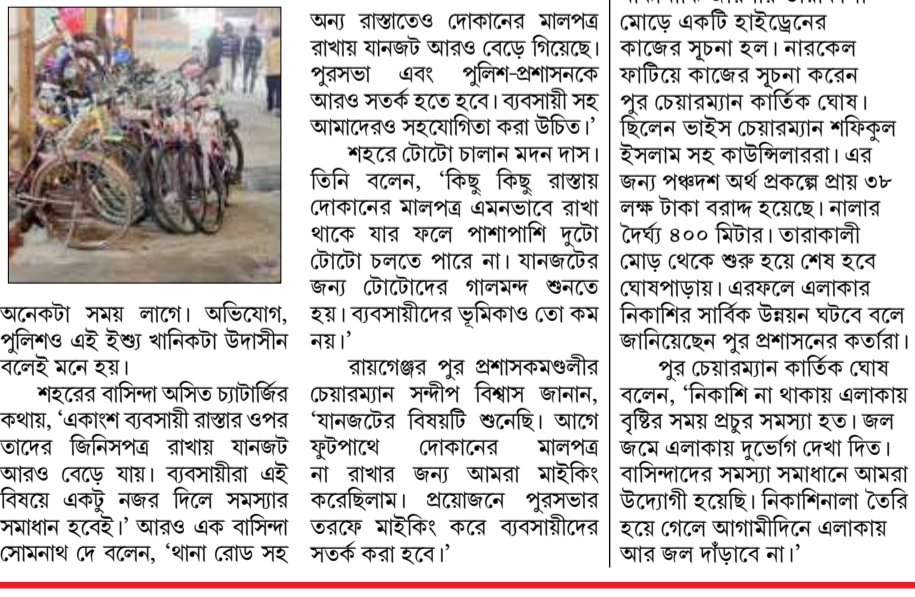 অনেকটা সময় লাগে। অভিযোগ,
পুলিশও এই ইশ্যু খানিকটা উদাসীন
বলেই মনে হয়।
শহরের বাসিন্দা অসিত চ্যাটার্জির
কথায়, ‘একাংশ ব্যবসায়ী রাস্তার ওপর
তাদের জিনিসপত্র রাখায় যানজট
আরও বেড়ে যায়। ব্যবসায়ীরা এই
বিষয়ে একটু নজর দিলে সমস্যার
সমাধান হবেই।’ আরও এক বাসিন্দা
সোমনাথ দে বলেন, ‘থানা রোড সহ
অন্য রাস্তাতেও দোকানের মালপত্র
রাখায় যানজট আরও বেড়ে গিয়েছে।
পুরসভা এবং পুলিশ-প্রশাসনকে
আরও সতর্ক হতে হবে। ব্যবসায়ী সহ
আমাদেরও সহযোগিতা করা উচিত।’
শহরে টোটো চালান মদন দাস।
তিনি বলেন, ‘কিছু কিছু রাস্তায়
দোকানের মালপত্র এমনভাবে রাখা
থাকে যার ফলে পাশাপাশি দুটো
টোটো চলতে পারে না। যানজটের
জন্য টোটোদের গালমন্দ শুনতে
হয়। ব্যবসায়ীদের ভূমিকাও তো কম
নয়।’
রায়গেঞ্জর পুর প্রশাসকমণ্ডলীর
চেয়ারম্যান সন্দীপ বিশ্বাস জানান,
‘যানজটের বিষয়টি শুনেছি। আগে
ফুটপাথে দোকানের মালপত্র
না রাখার জন্য আমরা মাইকিং
করেছিলাম। প্রয়োজনে পুরসভার
তরফে মাইকিং করে ব্যবসায়ীদের
সতর্ক করা হবে।’
মোড়ে একটি হাইড্রেনের
কাজের সূচনা হল। নারকেল
ফাটিয়ে কাজের সূচনা করেন
পুর চেয়ারম্যান কার্তিক ঘোষ।
ছিলেন ভাইস চেয়ারম্যান শফিকুল
ইসলাম সহ কাউন্সিলাররা। এর
জন্য পঞ্চদশ অর্থ প্রকল্পে প্রায় ৩৮
লক্ষ টাকা বরাদ্দ হয়েছে। নালার
দৈর্ঘ্য ৪০০ মিটার। তারাকালী
মোড় থেকে শুরু হয়ে শেষ হবে
ঘোষপাড়ায়। এরফলে এলাকার
নিকাশির সার্বিক উন্নয়ন ঘটবে বলে
জানিয়েছেন পুর প্রশাসনের কর্তারা।
পুর চেয়ারম্যান কার্তিক ঘোষ
বলেন, ‘নিকাশি না থাকায় এলাকায়
বৃষ্টির সময় প্রচুর সমস্যা হত। জল
জমে এলাকায় দুর্ভোগ দেখা দিত।
বাসিন্দাদের সমস্যা সমাধানে আমরা
উদ্যোগী হয়েছি। নিকাশিনালা তৈরি
হয়ে গেলে আগামীদিনে এলাকায়
আর জল দাঁড়াবে না।’